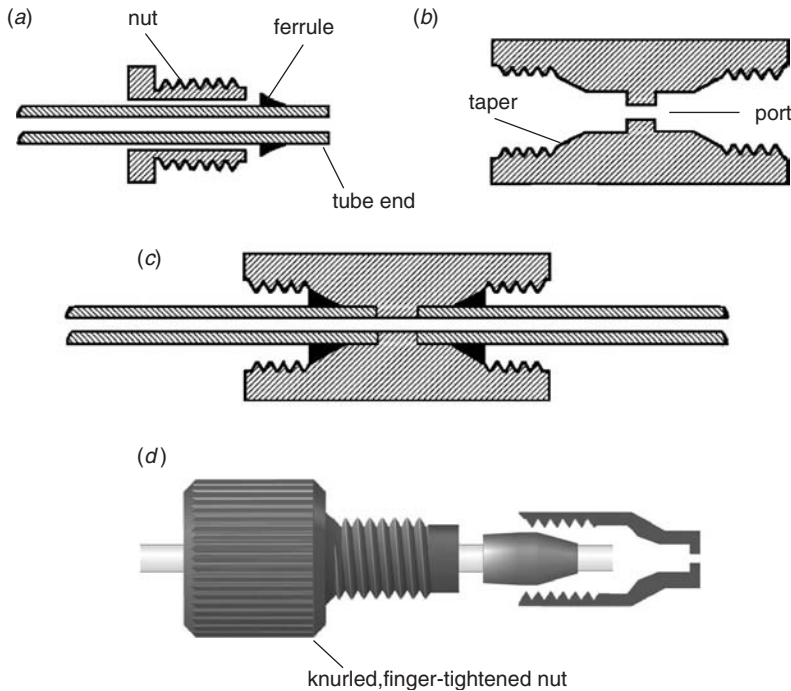 (a)
nut
ferrule
tube end
(b)
taper
port
(c)
(d)
knurled,finger-tightened nut